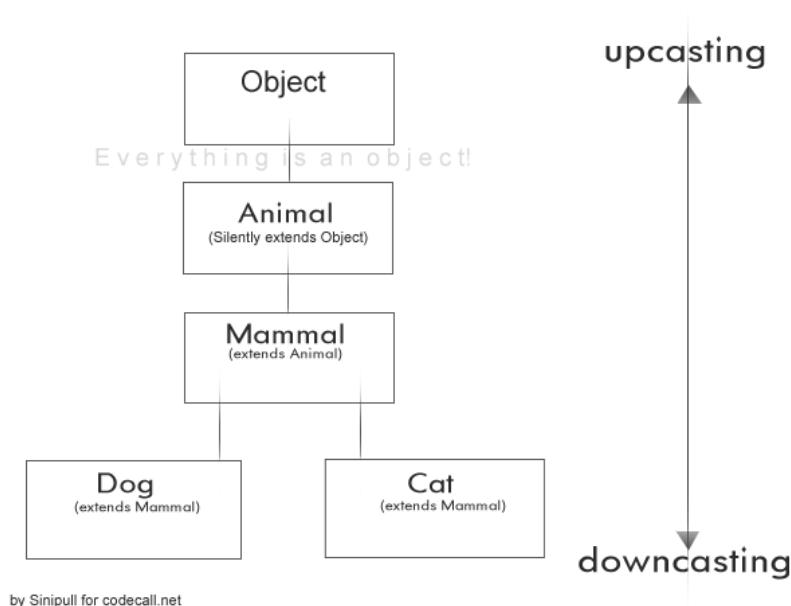 Object
upcasting
Everything is an object!
Animal
(Silently extends Object)
Mammal
(extends Animal)
Dog
(extends Mammal)
Cat
(extends Mammal)
downcasting
by Sinipull for codecall.net